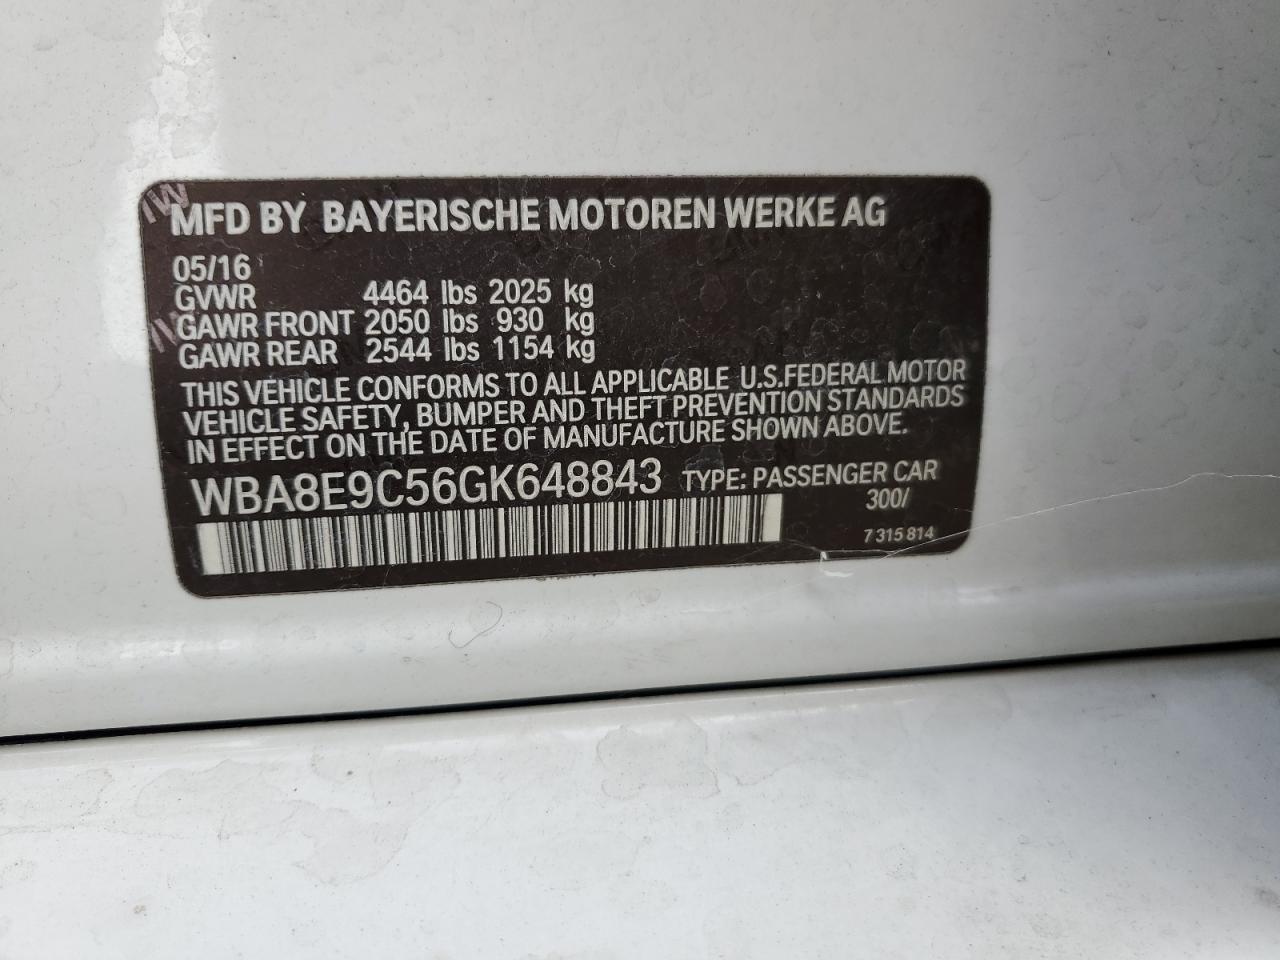 MFD BY BAYERISCHE MOTOREN WERKE AG
05/16
GVWR 4464 lbs 2025 kg
GAWR FRONT 2050 lbs 930 kg
GAWR REAR 2544 lbs 1154 kg
THIS VEHICLE CONFORMS TO ALL APPLICABLE U.S.FEDERAL MOTOR
VEHICLE SAFETY, BUMPER AND THEFT PREVENTION STANDARDS
IN EFFECT ON THE DATE OF MANUFACTURE SHOWN ABOVE.
WBA8E9C56GK648843 TYPE: PASSENGER CAR
300/
7 315 814